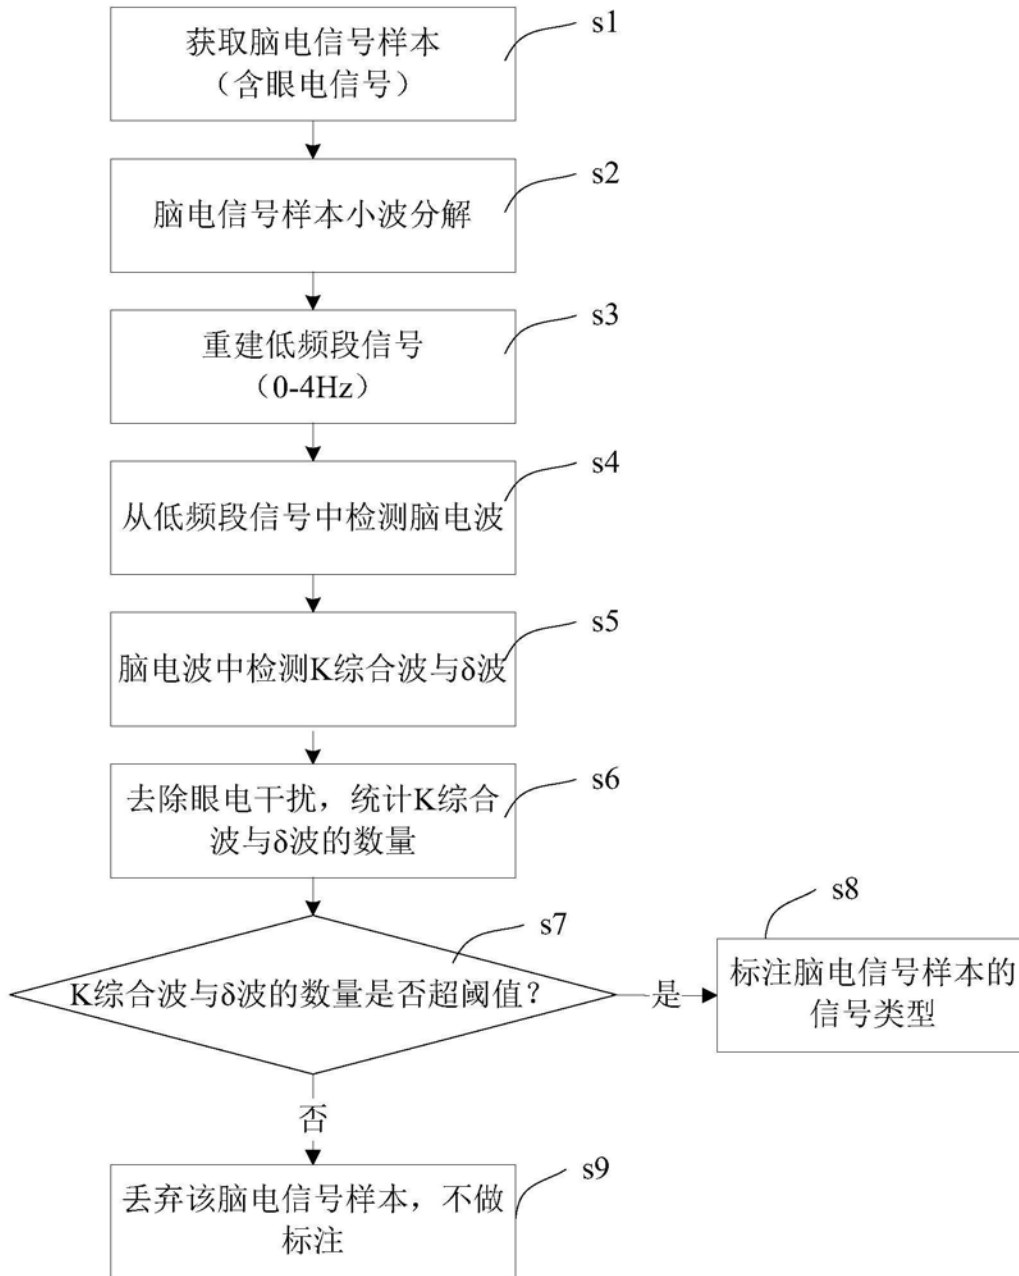 获取脑电信号样本
（含眼电信号）
s1
脑电信号样本小波分解
s2
重建低频段信号
（0-4Hz）
s3
从低频段信号中检测脑电波
s4
脑电波中检测K综合波与δ波
s5
去除眼电干扰，统计K综合
波与δ波的数量
s6
K综合波与δ波的数量是否超阈值？
s7
是
标注脑电信号样本的
信号类型
s8
否
丢弃该脑电信号样本，不做
标注
s9